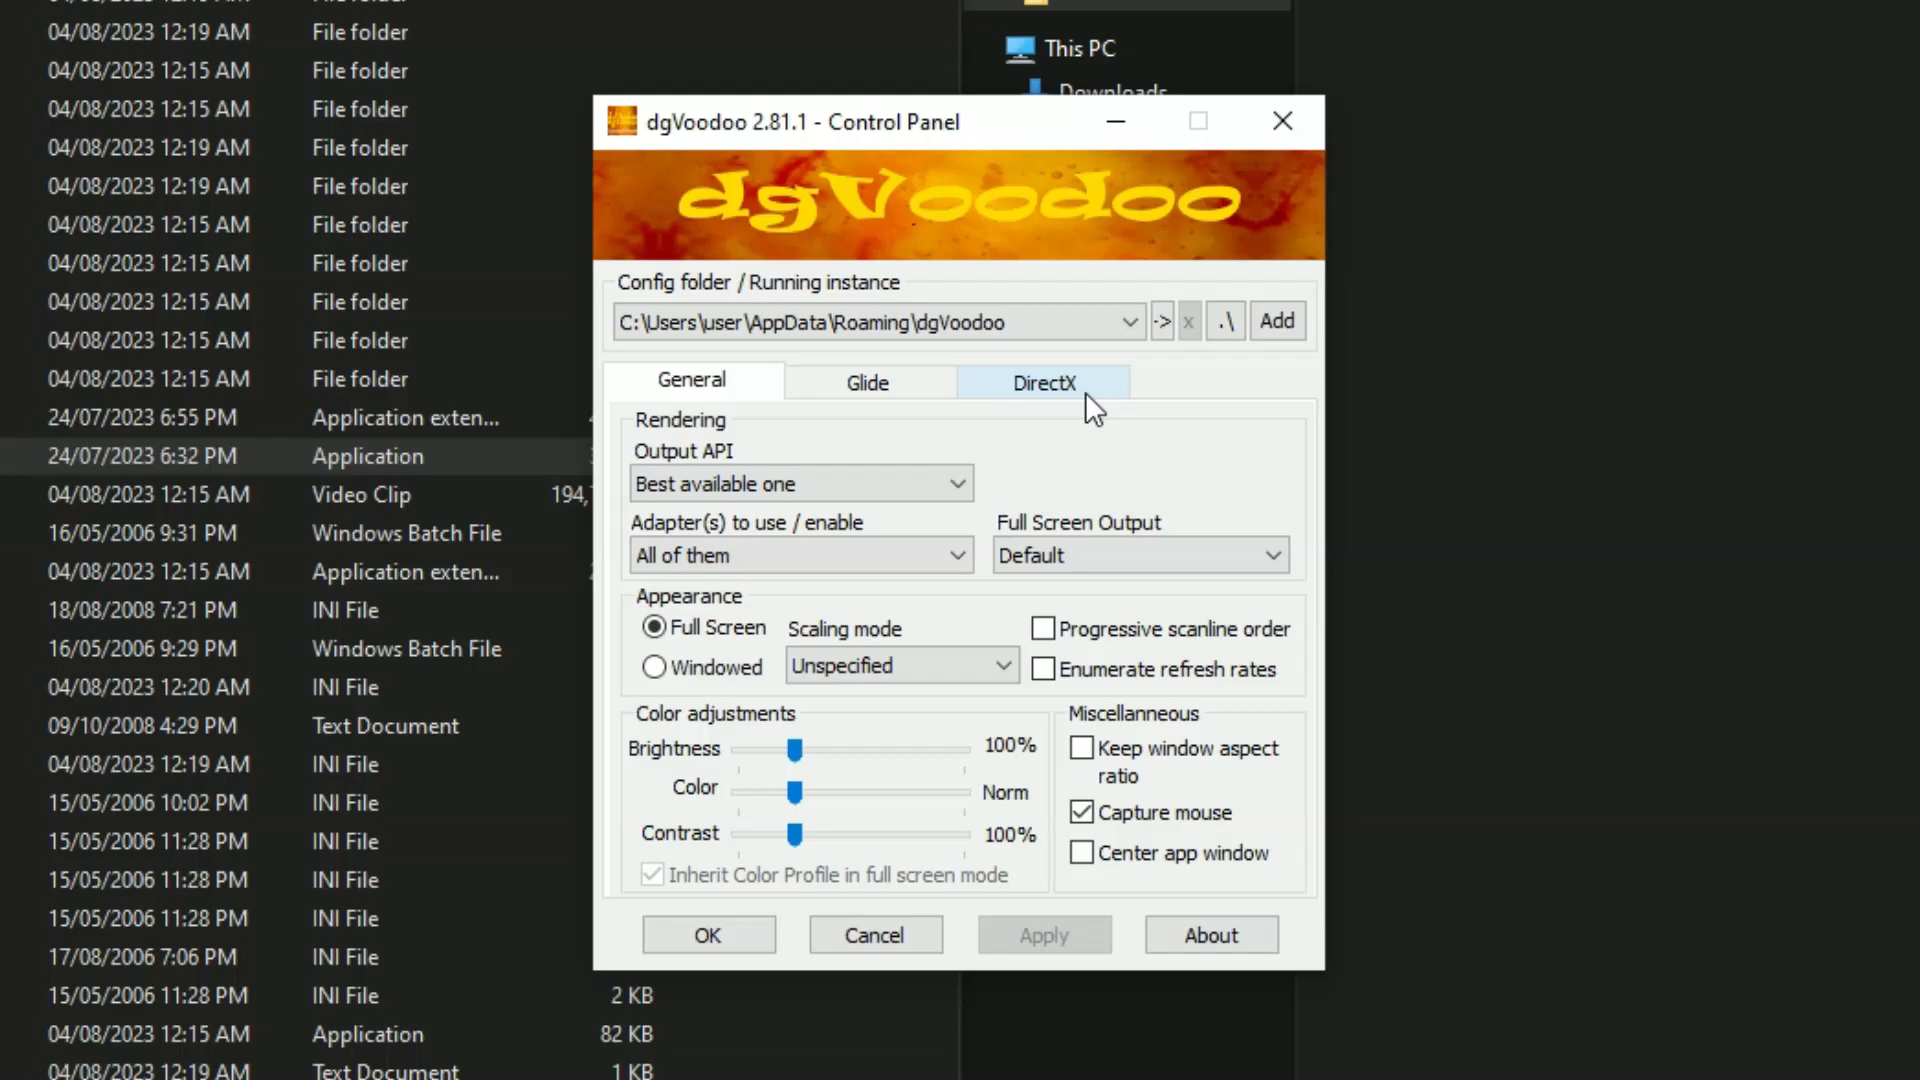 04/08/2023 12:19 AM File folder
04/08/2023 12:15 AM File folder
04/08/2023 12:15 AM File folder
04/08/2023 12:19 AM File folder
04/08/2023 12:19 AM File folder
04/08/2023 12:15 AM File folder
04/08/2023 12:15 AM File folder
04/08/2023 12:15 AM File folder
04/08/2023 12:15 AM File folder
04/08/2023 12:15 AM File folder
24/07/2023 6:55 PM Application exten...
24/07/2023 6:32 PM Application
04/08/2023 12:15 AM Video Clip 194,
16/05/2006 9:31 PM Windows Batch File
04/08/2023 12:15 AM Application exten...
18/08/2008 7:21 PM INI File
16/05/2006 9:29 PM Windows Batch File
04/08/2023 12:20 AM INI File
09/10/2008 4:29 PM Text Document
04/08/2023 12:19 AM INI File
15/05/2006 10:02 PM INI File
15/05/2006 11:28 PM INI File
15/05/2006 11:28 PM INI File
15/05/2006 11:28 PM INI File
17/08/2006 7:06 PM INI File
15/05/2006 11:28 PM INI File 2 KB
04/08/2023 12:15 AM Application 82 KB
04/08/2023 12:19 AM Text Document 1 KB
This PC
Downloads
dgVoodoo 2.81.1 - Control Panel
dgVoodoo
Config folder / Running instance
C:\Users\user\AppData\Roaming\dgVoodoo -> x .\ Add
General Glide DirectX
Rendering
Output API
Best available one
Adapter(s) to use / enable Full Screen Output
All of them Default
Appearance
Full Screen Scaling mode Progressive scanline order
Windowed Unspecified Enumerate refresh rates
Color adjustments Miscellaneous
Brightness 100% Keep window aspect
ratio
Color Norm
Capture mouse
Contrast 100%
Center app window
Inherit Color Profile in full screen mode
OK Cancel Apply About